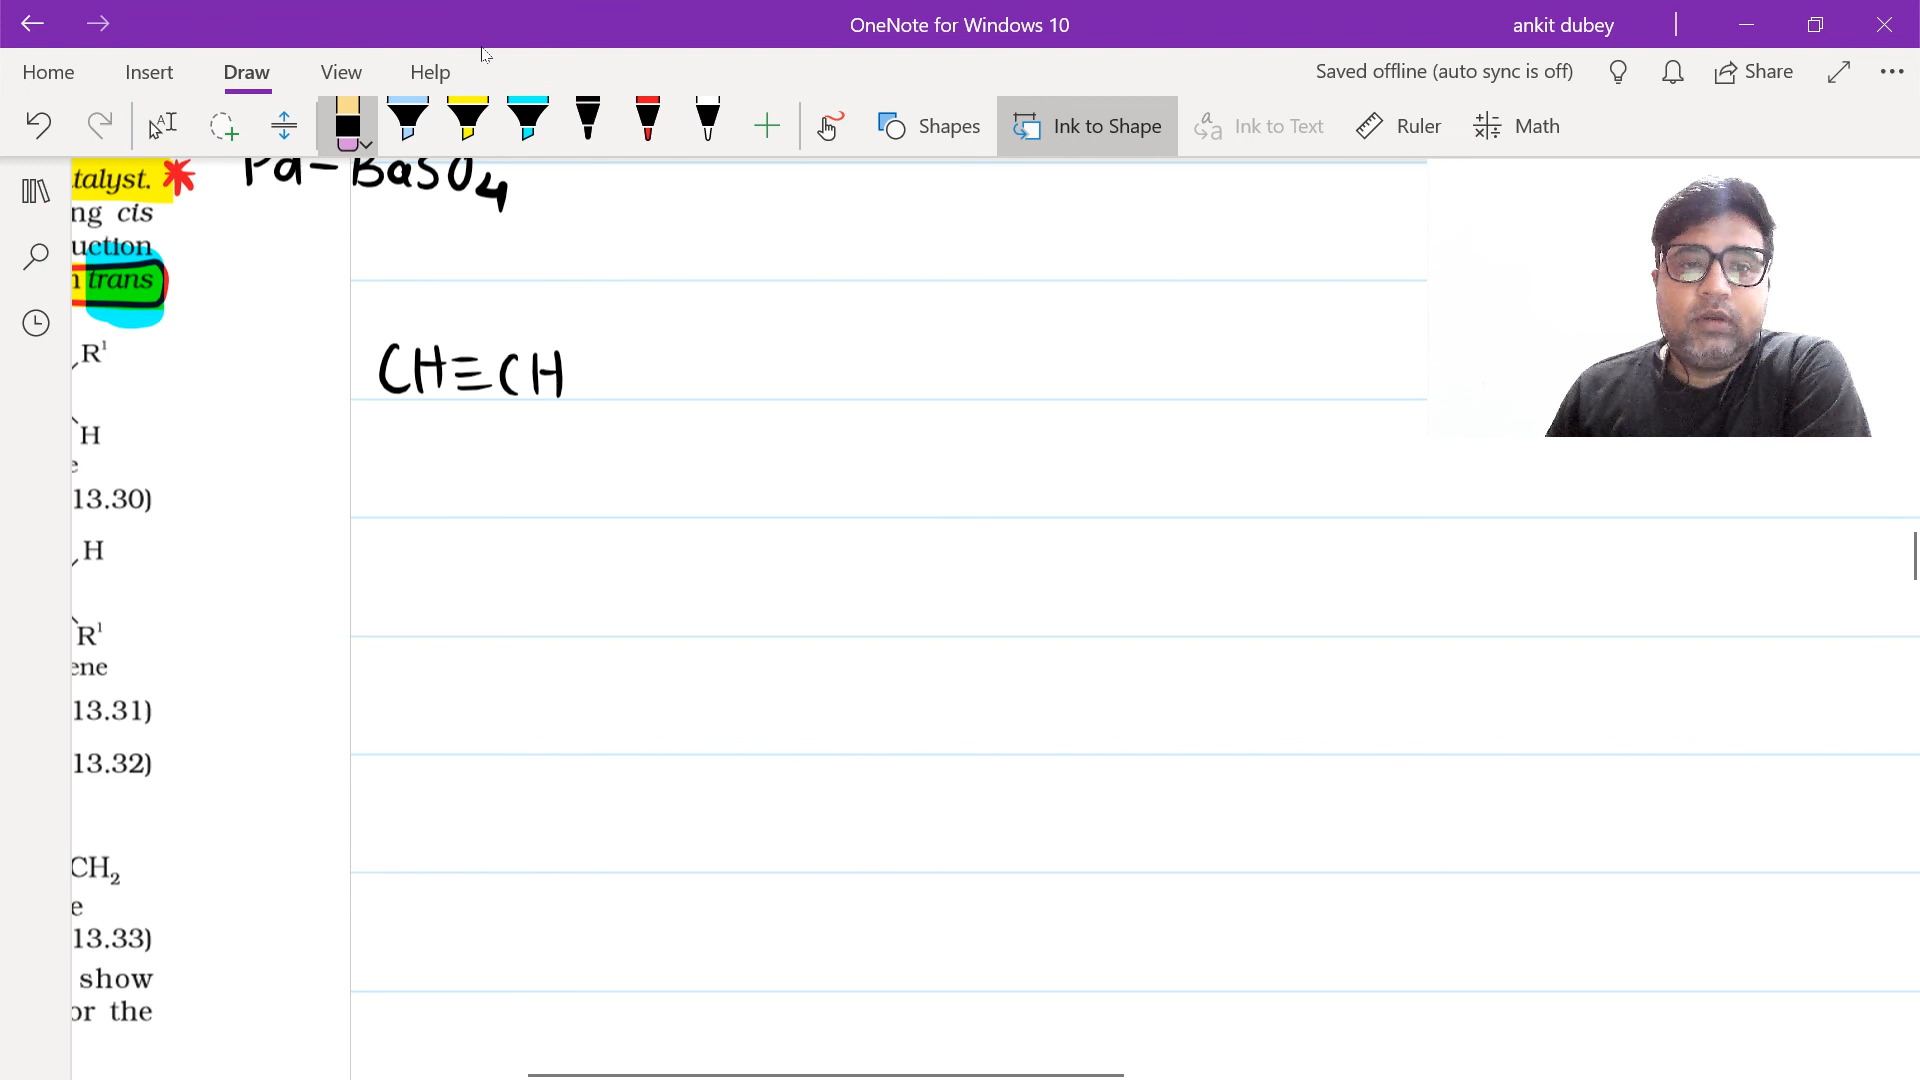 OneNote for Windows 10
ankit dubey
Home Insert Draw View Help
Saved offline (auto sync is off) Share
Shapes Ink to Shape Ink to Text Ruler Math
talyst. Pd-BaSO4
ng cis
uction
trans
R¹
CH≡CH
H
e
13.30)
H
R¹
ene
13.31)
13.32)
CH₂
e
13.33)
show
or the